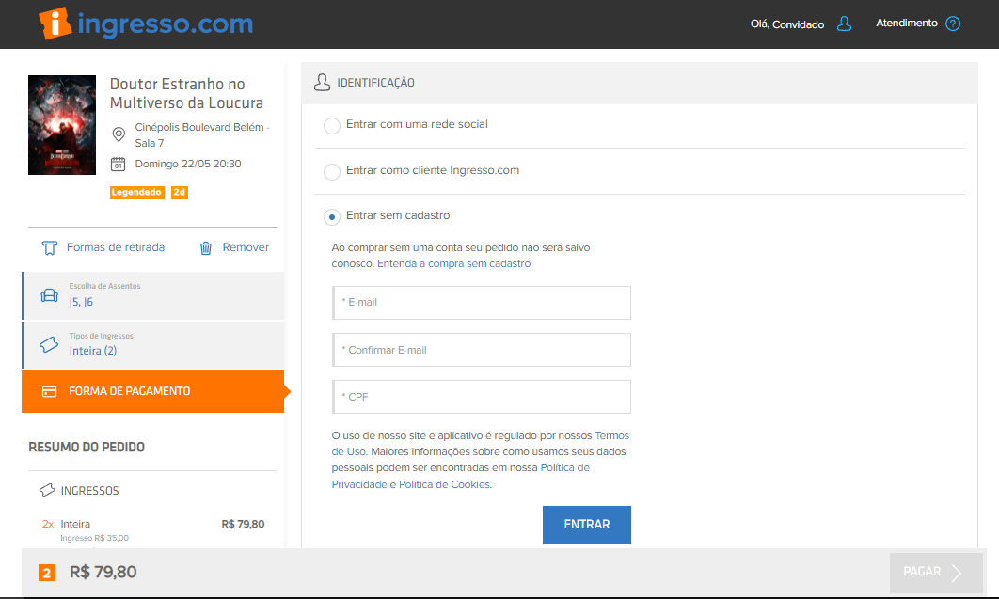 ingresso.com
Olá, Convidado
Atendimento
Doutor Estranho no
Multiverso da Loucura
Cinépolis Boulevard Belém -
Sala 7
Domingo 22/05 20:30
Legendado 2d
Formas de retirada
Remover
Escolha de Assentos
J5, J6
Tipos de Ingressos
Inteira (2)
FORMA DE PAGAMENTO
RESUMO DO PEDIDO
INGRESSOS
2x Inteira R$ 79,80
Ingresso R$ 35,00
IDENTIFICAÇÃO
Entrar com uma rede social
Entrar como cliente Ingresso.com
Entrar sem cadastro
Ao comprar sem uma conta seu pedido não será salvo
conosco. Entenda a compra sem cadastro
* E-mail
* Confirmar E-mail
* CPF
O uso de nosso site e aplicativo é regulado por nossos Termos
de Uso. Maiores informações sobre como usamos seus dados
pessoais podem ser encontradas em nossa Política de
Privacidade e Política de Cookies.
ENTRAR
2 R$ 79,80
PAGAR